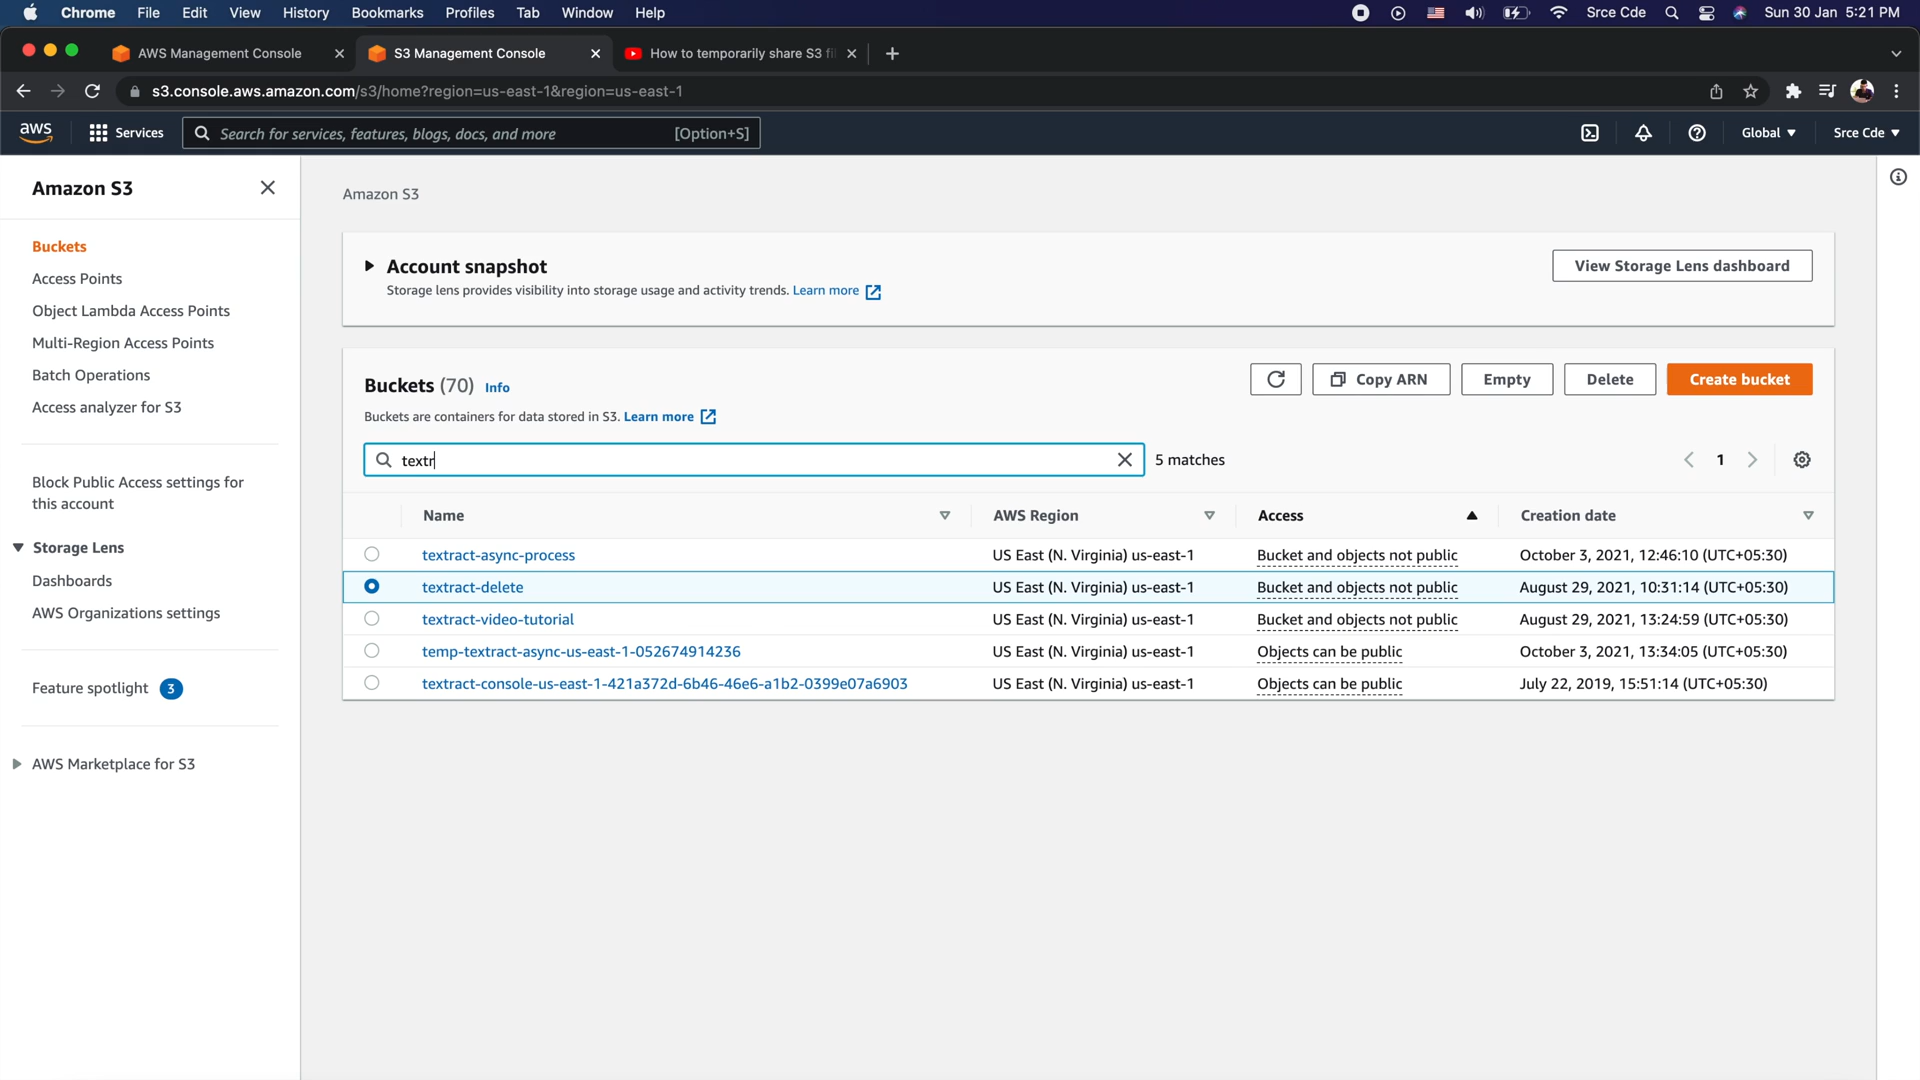 Chrome File Edit View History Bookmarks Profiles Tab Window Help Srce Cde Sun 30 Jan 5:21 PM
AWS Management Console S3 Management Console How to temporarily share S3 fil
s3.console.aws.amazon.com/s3/home?region=us-east-1&region=us-east-1
aws Services Search for services, features, blogs, docs, and more [Option+S] Global Srce Cde
Amazon S3
Buckets
Access Points
Object Lambda Access Points
Multi-Region Access Points
Batch Operations
Access analyzer for S3
Block Public Access settings for
this account
Storage Lens
Dashboards
AWS Organizations settings
Feature spotlight 3
AWS Marketplace for S3
Amazon S3
Account snapshot
Storage lens provides visibility into storage usage and activity trends. Learn more
View Storage Lens dashboard
Buckets (70) Info
Buckets are containers for data stored in S3. Learn more
Copy ARN Empty Delete Create bucket
textr 5 matches 1
Name AWS Region Access Creation date
textract-async-process US East (N. Virginia) us-east-1 Bucket and objects not public October 3, 2021, 12:46:10 (UTC+05:30)
textract-delete US East (N. Virginia) us-east-1 Bucket and objects not public August 29, 2021, 10:31:14 (UTC+05:30)
textract-video-tutorial US East (N. Virginia) us-east-1 Bucket and objects not public August 29, 2021, 13:24:59 (UTC+05:30)
temp-textract-async-us-east-1-052674914236 US East (N. Virginia) us-east-1 Objects can be public October 3, 2021, 13:34:05 (UTC+05:30)
textract-console-us-east-1-421a372d-6b46-46e6-a1b2-0399e07a6903 US East (N. Virginia) us-east-1 Objects can be public July 22, 2019, 15:51:14 (UTC+05:30)